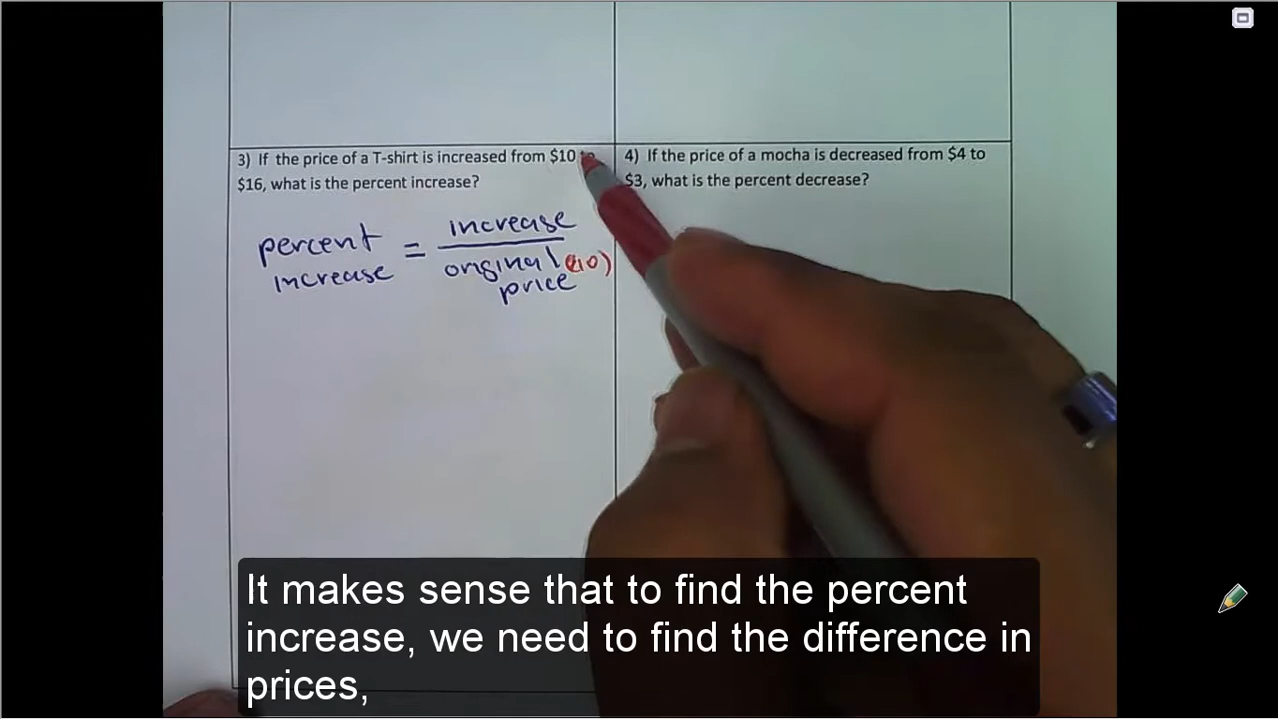 3) If the price of a T-shirt is increased from $10 to
$16, what is the percent increase?
percent
increase
=
increase
original (10)
price
4) If the price of a mocha is decreased from $4 to
$3, what is the percent decrease?
It makes sense that to find the percent
increase, we need to find the difference in
prices,